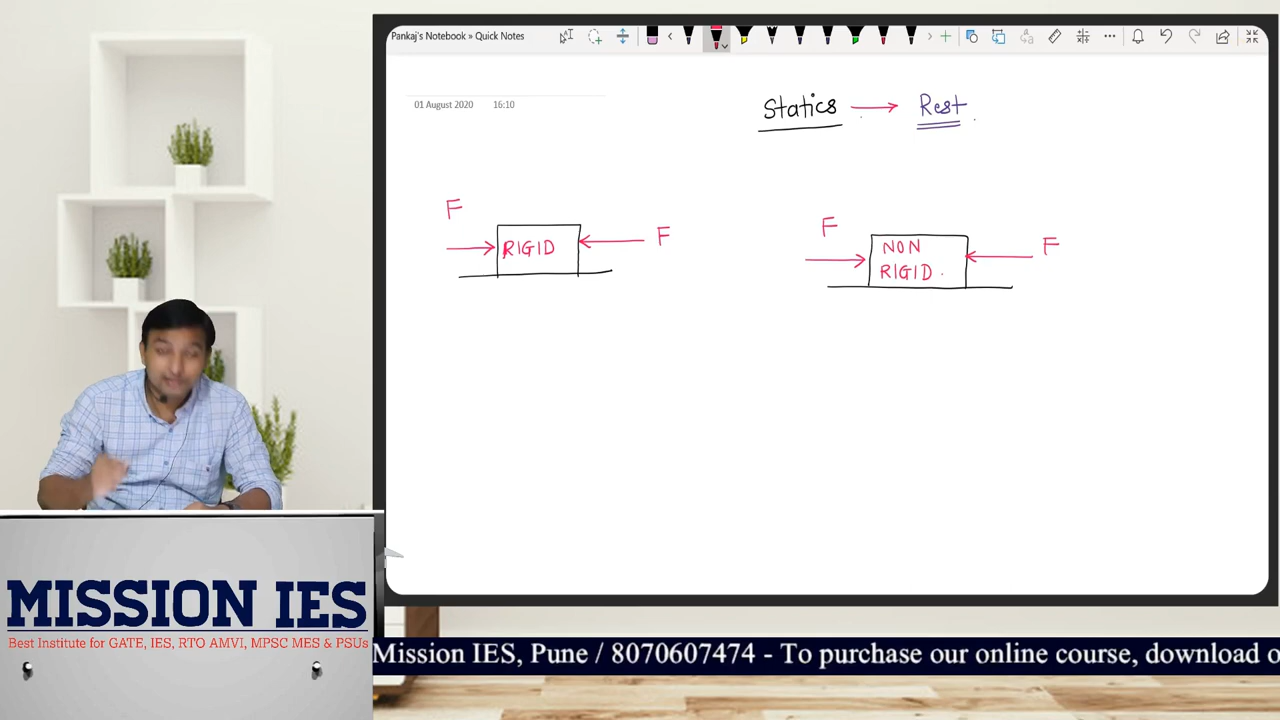 Pankaj's Notebook » Quick Notes
01 August 2020 16:10
Statics → Rest
F
RIGID
F
F
NON
RIGID.
F
MISSION IES
Best Institute for GATE, IES, RTO AMVI, MPSC MES & PSUs
Mission IES, Pune / 8070607474 - To purchase our online course, download o